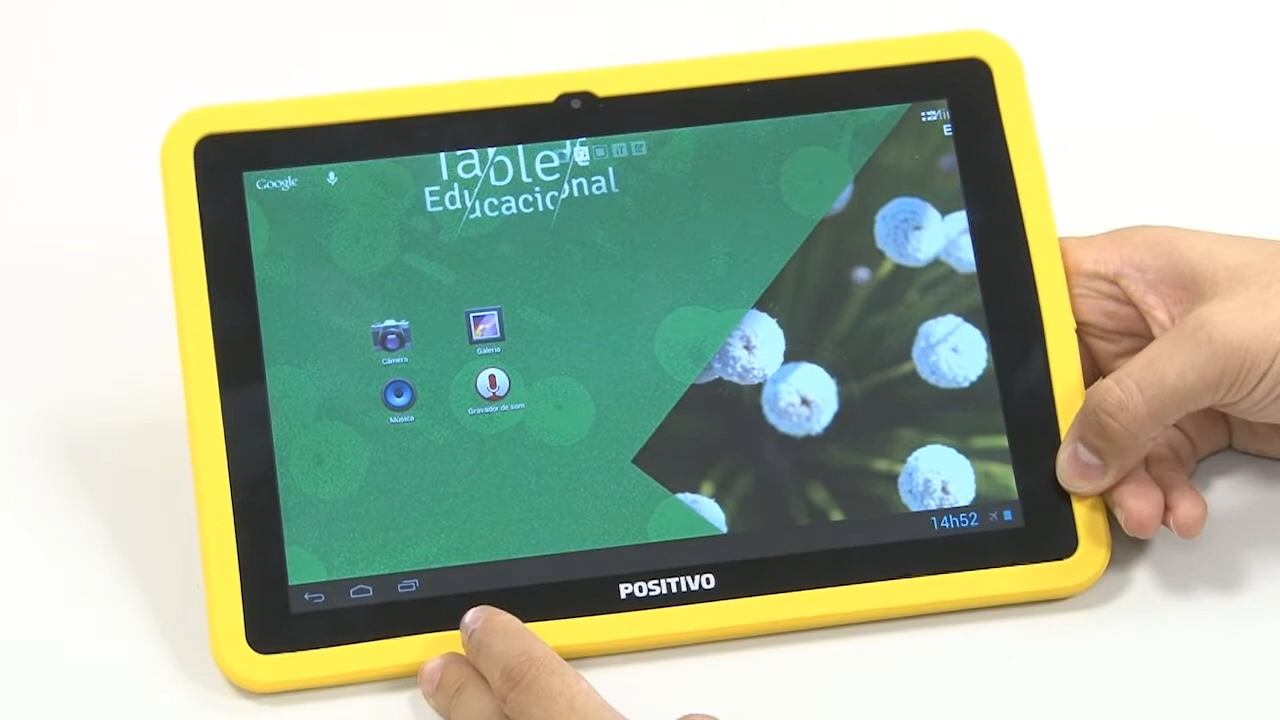 Google
Tablet
Educacional
Câmera
Galeria
Música
Gravador de som
14h52
POSITIVO